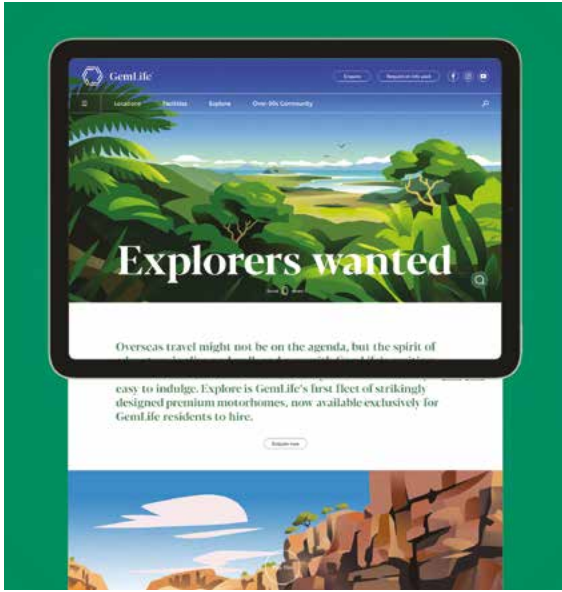 GemLife
Enquire
Request an info pack
Locations
Facilities
Explore
Over 50s Community
Explorers wanted
Overseas travel might not be on the agenda, but the spirit of
easy to indulge. Explore is GemLife's first fleet of strikingly
designed premium motorhomes, now available exclusively for
GemLife residents to hire.
Enquire now